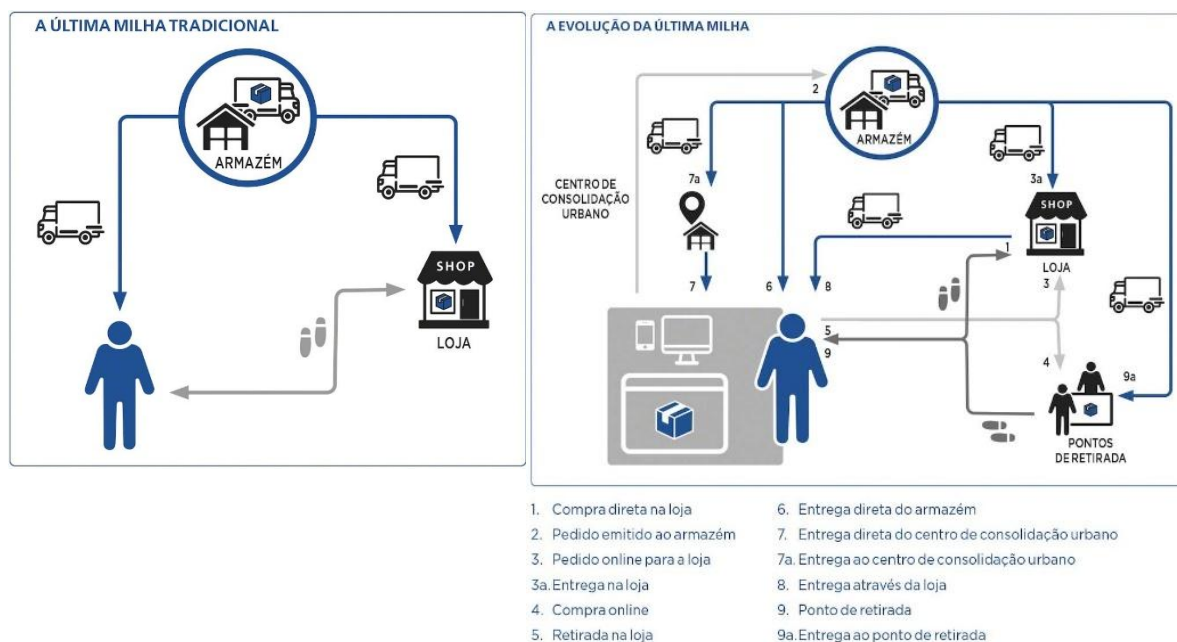 A ÚLTIMA MILHA TRADICIONAL
ARMAZÉM
SHOP
LOJA
A EVOLUÇÃO DA ÚLTIMA MILHA
2
ARMAZÉM
CENTRO DE
CONSOLIDAÇÃO
URBANO
7a
3a
SHOP
1
LOJA
7
6
8
3
5
9
4
9a
PONTOS
DE RETIRADA
1. Compra direta na loja
2. Pedido emitido ao armazém
3. Pedido online para a loja
3a. Entrega na loja
4. Compra online
5. Retirada na loja
6. Entrega direta do armazém
7. Entrega direta do centro de consolidação urbano
7a. Entrega ao centro de consolidação urbano
8. Entrega através da loja
9. Ponto de retirada
9a. Entrega ao ponto de retirada